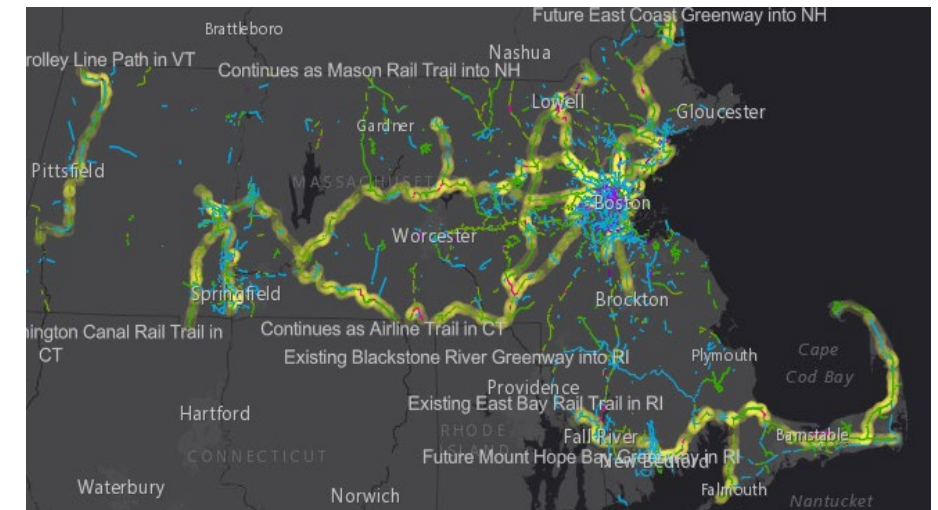 Future East Coast Greenway into NH
Brattleboro
Nashua
rolley Line Path in VT
Continues as Mason Rail Trail into NH
Lowell
Gloucester
Gardner
Pittsfield
MASSACHUSET
Boston
Worcester
Springfield
Brockton
nington Canal Rail Trail in
CT
Continues as Airline Trail in CT
Existing Blackstone River Greenway into RI
Plymouth
Cape
Cod Bay
Providence
Existing East Bay Rail Trail in RI
Hartford
RHODE
ISLAND
Fall River
Barnstable
CONNECTICUT
Future Mount Hope Bay Greenway in RI
New Bedford
Waterbury
Norwich
Falmouth
Nantucket